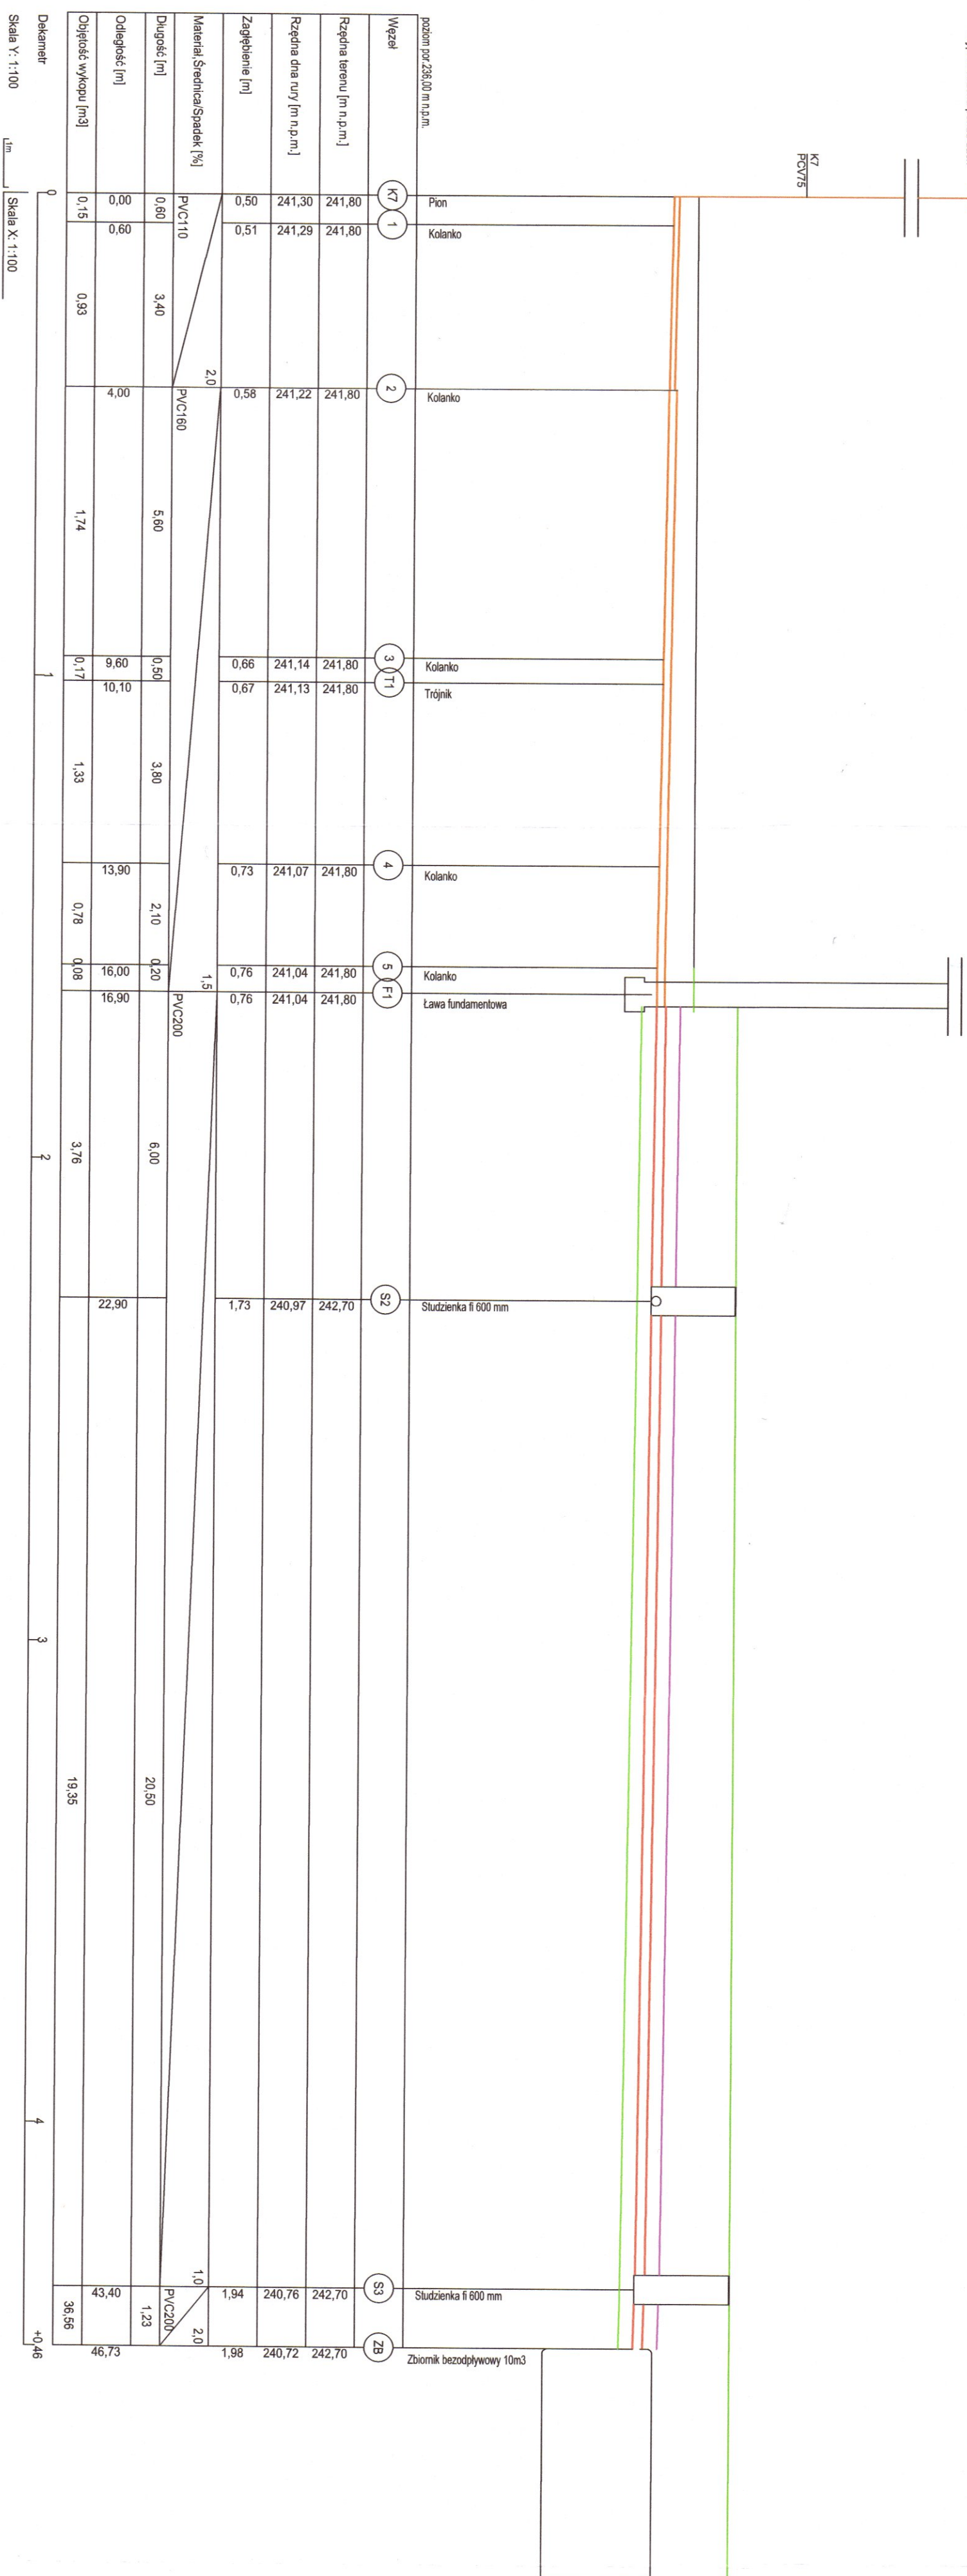 K7
PCV75
poziom por.236,00 m n.p.m.
Pion
Kolanko
Kolanko
Kolanko
Trójnik
Kolanko
Kolanko
Ława fundamentowa
Studzienka fi 600 mm
Studzienka fi 600 mm
Zbiornik bezodpływowy 10m3
Węzeł K7 1 2 3 T1 4 5 F1 S2 S3 ZB
Rzędna terenu [m n.p.m.] 241,80 241,80 241,80 241,80 241,80 241,80 241,80 241,80 242,70 242,70 242,70
Rzędna dna rury [m n.p.m.] 241,30 241,29 241,22 241,14 241,13 241,07 241,04 241,04 240,97 240,76 240,72
Zagłębienie [m] 0,50 0,51 0,58 0,66 0,67 0,73 0,76 0,76 1,73 1,94 1,98
Materiał,Średnica/Spadek [%] PVC110 2,0 PVC160 1,5 PVC200 1,0 PVC200 2,0
Długość [m] 0,60 3,40 5,60 0,50 3,80 2,10 0,20 6,00 20,50 1,23
Odległość [m] 0,00 0,60 4,00 9,60 10,10 13,90 16,00 16,90 22,90 43,40 46,73
Objętość wykopu [m3] 0,15 0,93 1,74 0,17 1,33 0,78 0,08 3,76 19,35 36,56
Dekametr 0 1 2 3 4 +0,46
Skala Y: 1:100 1m Skala X: 1:100